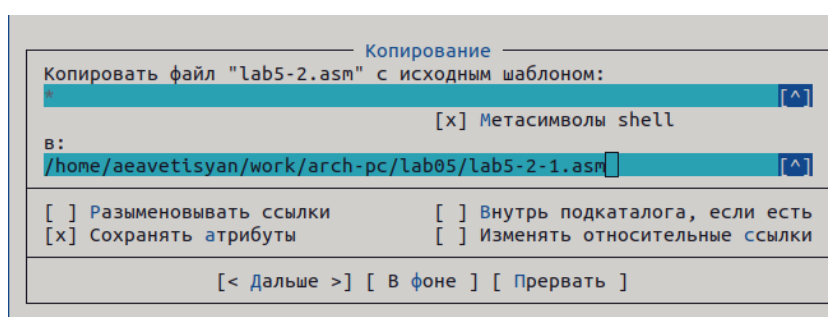 Копирование
Копировать файл "lab5-2.asm" с исходным шаблоном:
* [^]
[x] Метасимволы shell
в:
/home/aeavetisyan/work/arch-pc/lab05/lab5-2-1.asm [^]
[ ] Разыменовывать ссылки [ ] Внутрь подкаталога, если есть
[x] Сохранять атрибуты [ ] Изменять относительные ссылки
[< Дальше >] [ В фоне ] [ Прервать ]